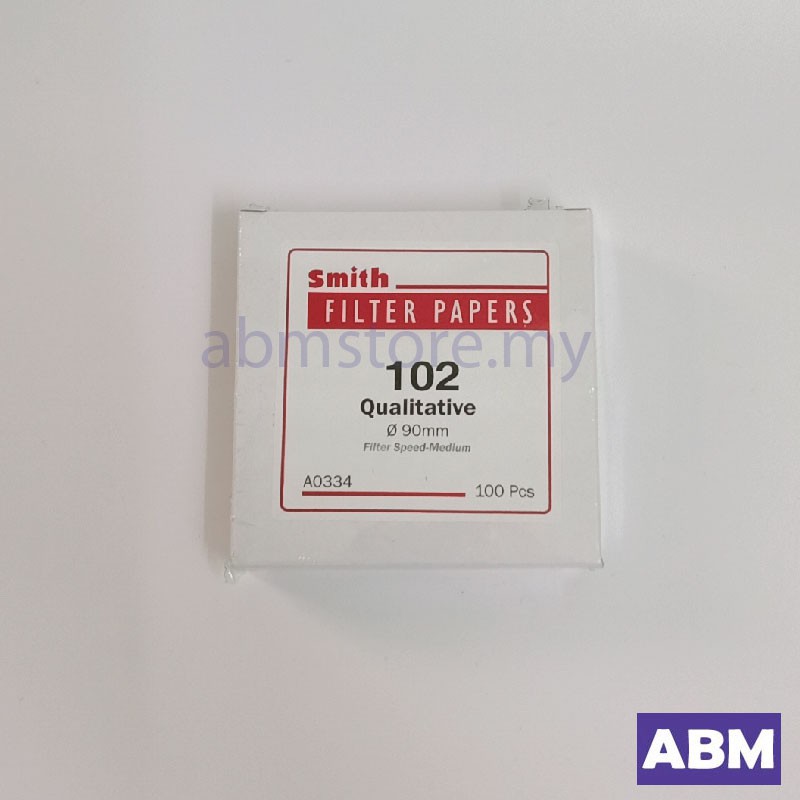 Smith
FILTER PAPERS
abmstore.my
102
Qualitative
Ø 90mm
Filter Speed-Medium
A0334
100 Pcs
ABM